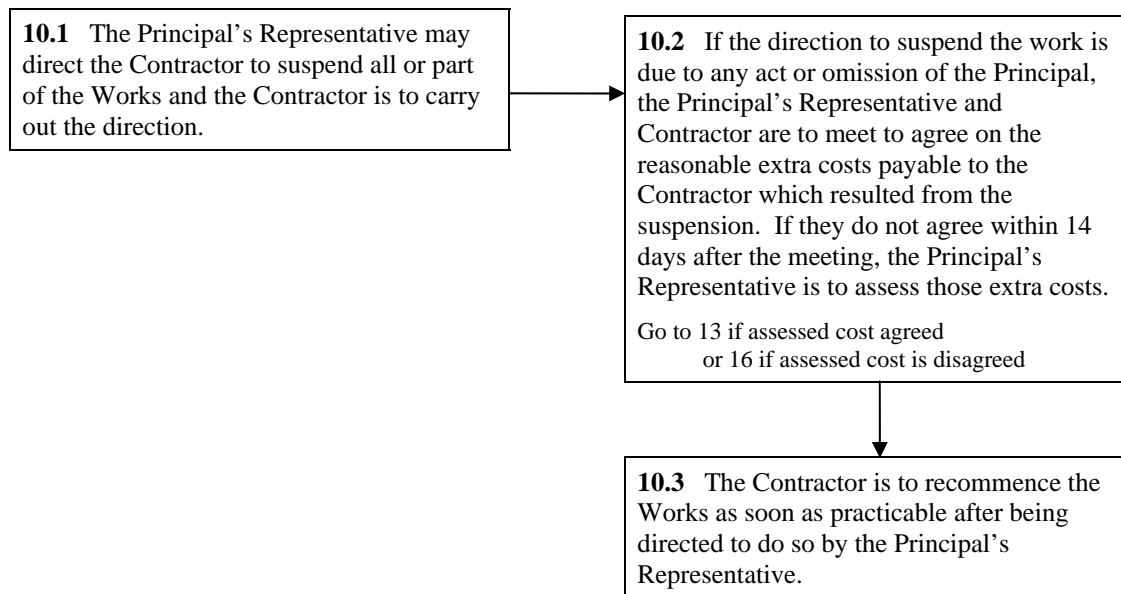 10.1 The Principal’s Representative may
direct the Contractor to suspend all or part
of the Works and the Contractor is to carry
out the direction.
10.2 If the direction to suspend the work is
due to any act or omission of the Principal,
the Principal’s Representative and
Contractor are to meet to agree on the
reasonable extra costs payable to the
Contractor which resulted from the
suspension. If they do not agree within 14
days after the meeting, the Principal’s
Representative is to assess those extra costs.
Go to 13 if assessed cost agreed
or 16 if assessed cost is disagreed
10.3 The Contractor is to recommence the
Works as soon as practicable after being
directed to do so by the Principal’s
Representative.